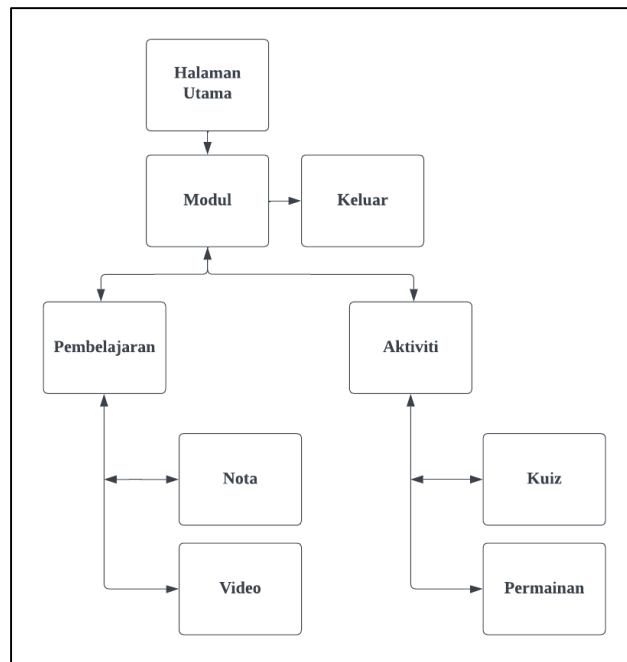 Halaman
Utama
Modul
Keluar
Pembelajaran
Aktiviti
Nota
Kuiz
Video
Permainan